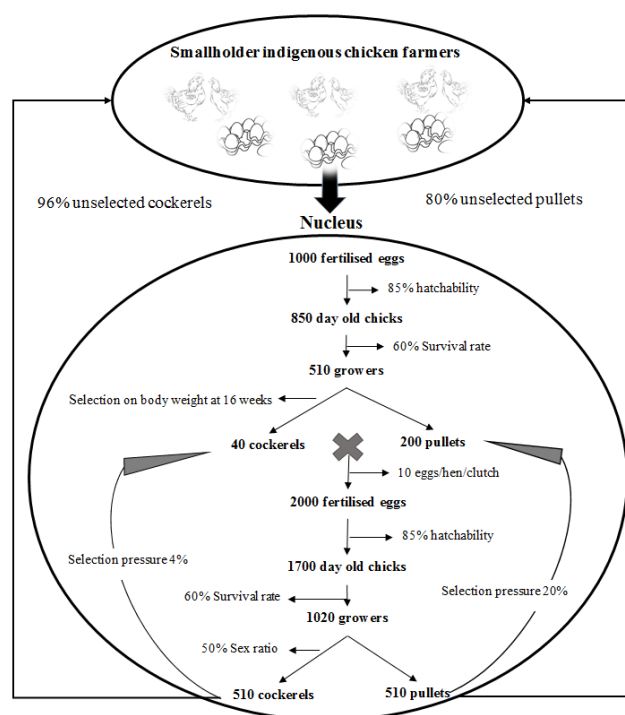 Smallholder indigenous chicken farmers
96% unselected cockerels
80% unselected pullets
Nucleus
1000 fertilised eggs
85% hatchability
850 day old chicks
60% Survival rate
510 growers
Selection on body weight at 16 weeks
40 cockerels
200 pullets
10 eggs/hen/clutch
2000 fertilised eggs
85% hatchability
Selection pressure 4%
1700 day old chicks
60% Survival rate
Selection pressure 20%
1020 growers
50% Sex ratio
510 cockerels
510 pullets